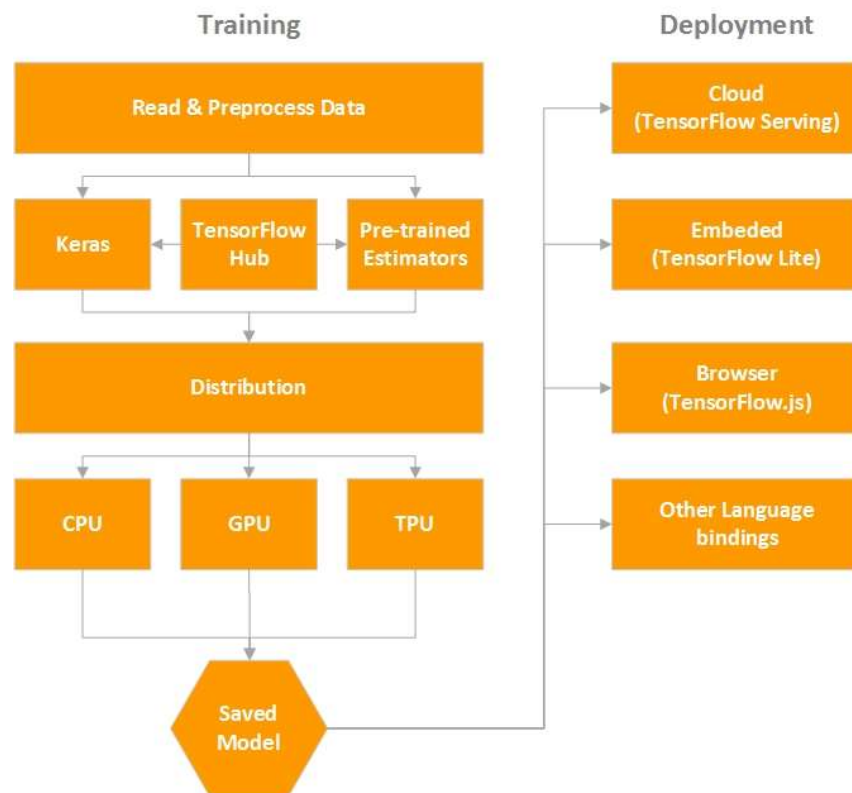 Training
Deployment
Read & Preprocess Data
Cloud
(TensorFlow Serving)
Keras
TensorFlow
Hub
Pre-trained
Estimators
Embeded
(TensorFlow Lite)
Distribution
Browser
(TensorFlow.js)
CPU
GPU
TPU
Other Language
bindings
Saved
Model